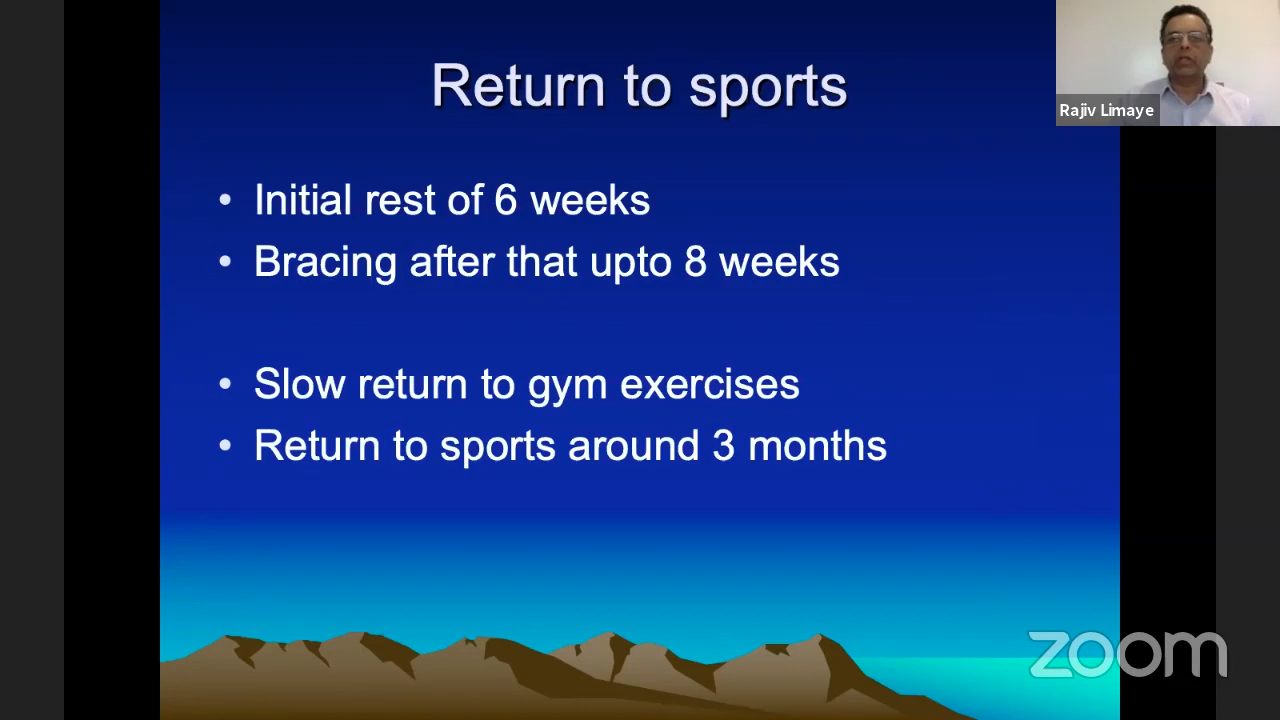 Return to sports
Rajiv Limaye
• Initial rest of 6 weeks
• Bracing after that upto 8 weeks
• Slow return to gym exercises
• Return to sports around 3 months
zoom